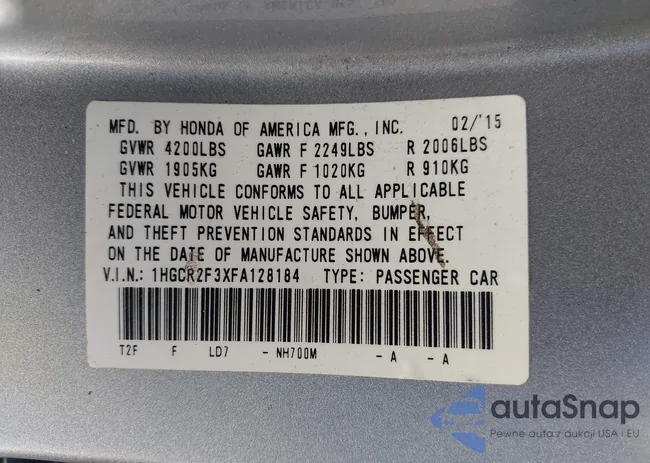 MFD. BY HONDA OF AMERICA MFG., INC. 02/'15
GVWR 4200LBS GAWR F 2249LBS R 2006LBS
GVWR 1905KG GAWR F 1020KG R 910KG
THIS VEHICLE CONFORMS TO ALL APPLICABLE
FEDERAL MOTOR VEHICLE SAFETY, BUMPER,
AND THEFT PREVENTION STANDARDS IN EFFECT
ON THE DATE OF MANUFACTURE SHOWN ABOVE.
V.I.N.: 1HGCR2F3XFA128184 TYPE: PASSENGER CAR
T2F F LD7 - NH700M - A - A
autaSnap
Pewne auta z aukcji USA i EU